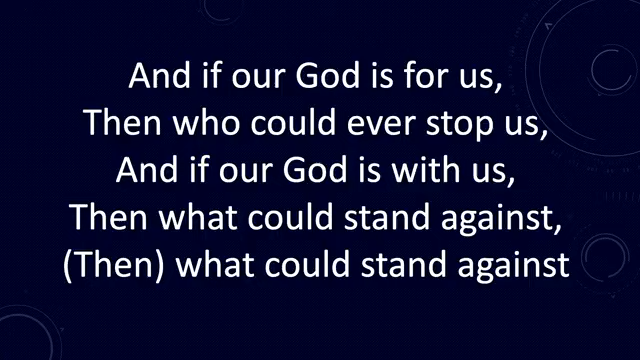 And if our God is for us,
Then who could ever stop us,
And if our God is with us,
Then what could stand against,
(Then) what could stand against